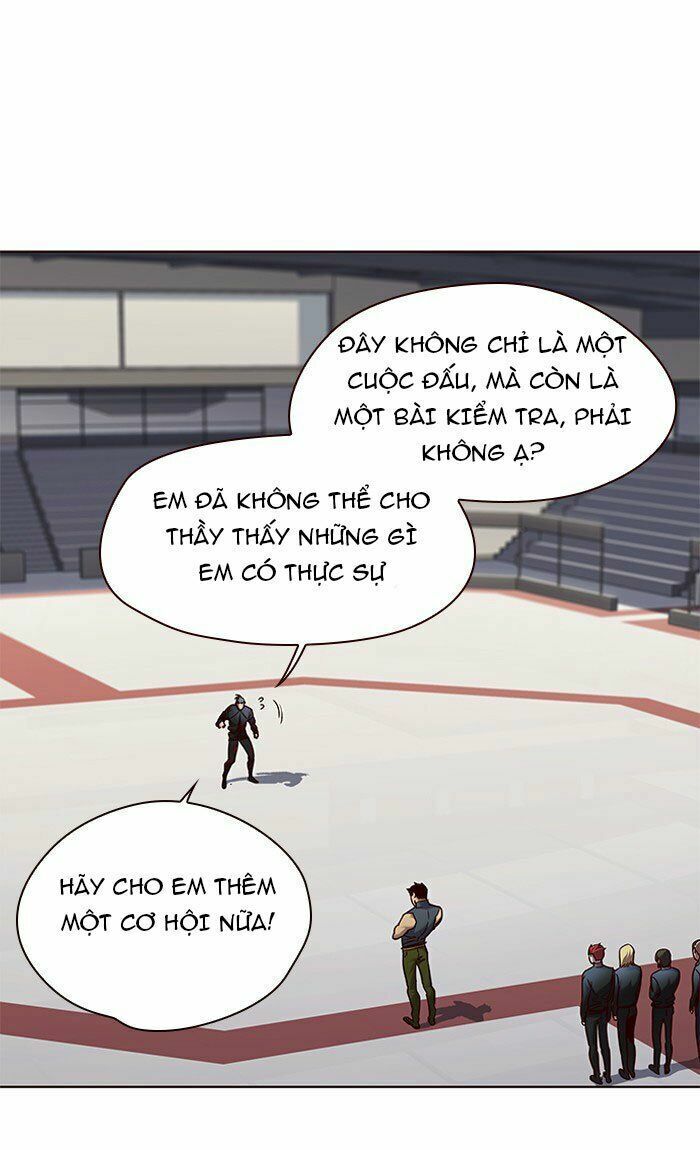 ĐÂY KHÔNG CHỈ LÀ MỘT
CUỘC ĐẤU, MÀ CÒN LÀ
MỘT BÀI KIỂM TRA, PHẢI
KHÔNG Ạ?
EM ĐÃ KHÔNG THỂ CHO
THẦY THẤY NHỮNG GÌ
EM CÓ THỰC SỰ
HÃY CHO EM THÊM
MỘT CƠ HỘI NỮA!